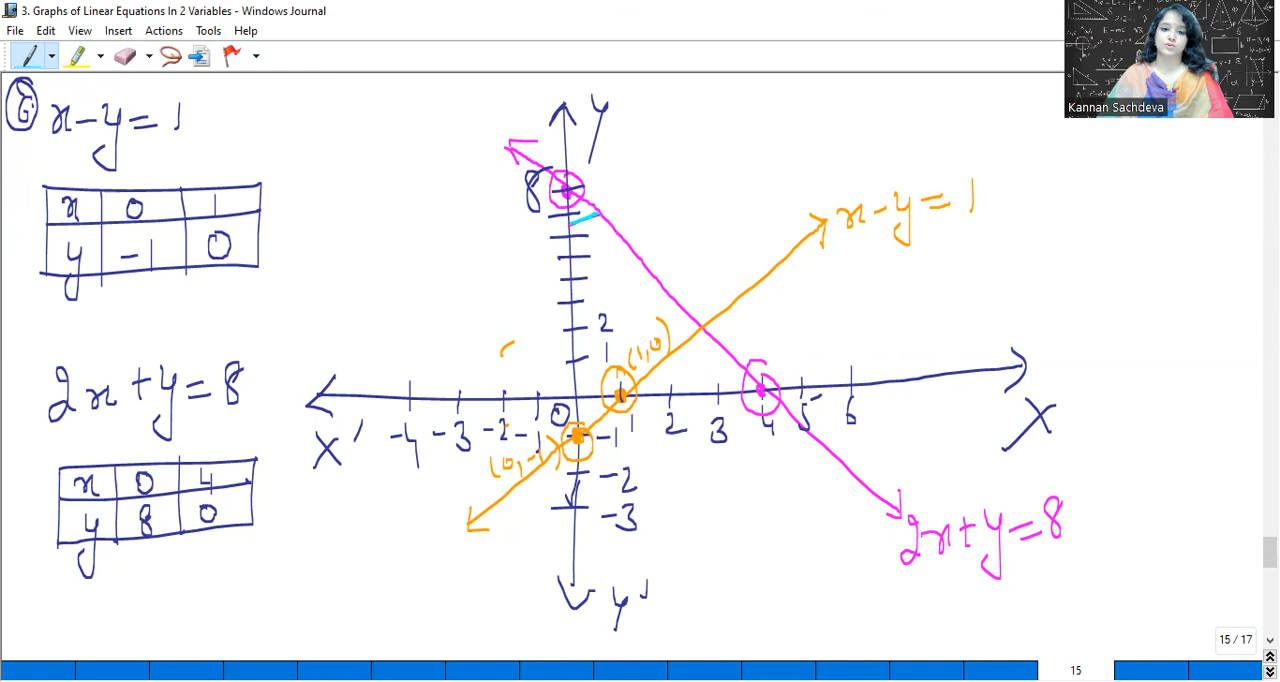 3. Graphs of Linear Equations In 2 Variables - Windows Journal
File Edit View Insert Actions Tools Help
Kannan Sachdeva
6 x-y=1
x 0 1
y -1 0
2x+y=8
x 0 4
y 8 0
Y
8
x-y=1
2
1
(1,0)
X' -4 -3 -2 -1 0 1 2 3 4 5 6 X
(0,-1) -1
-2
-3
2x+y=8
Y'
15 / 17
15